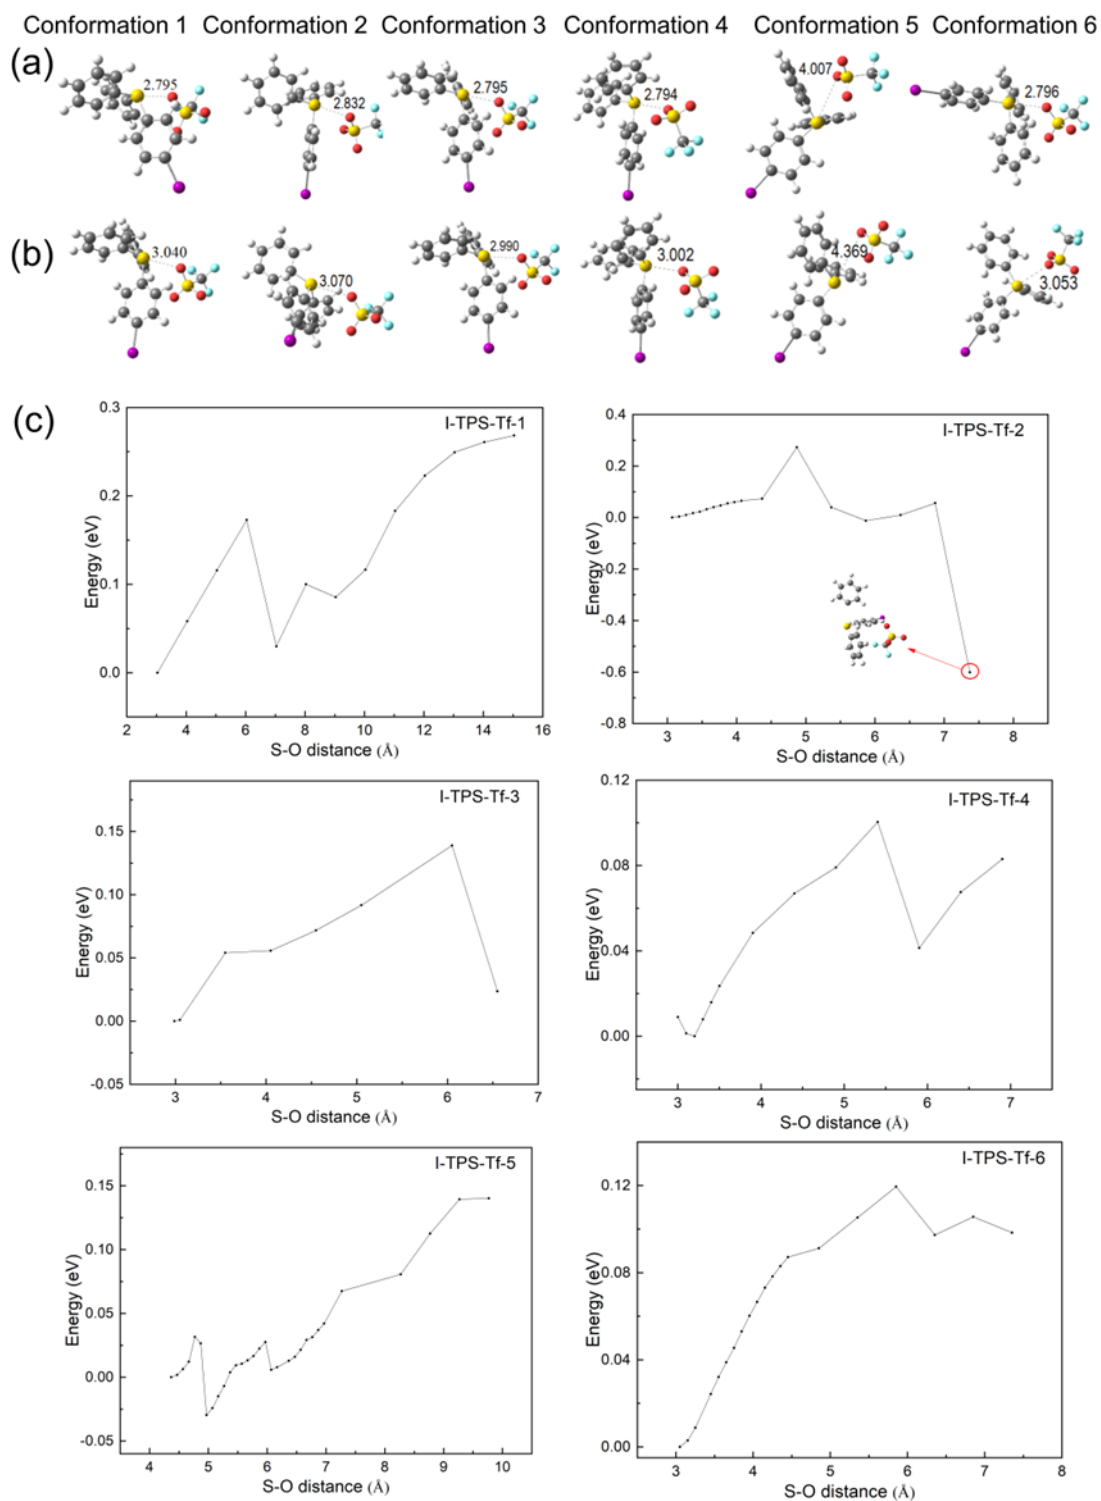 Conformation 1 Conformation 2 Conformation 3 Conformation 4 Conformation 5 Conformation 6
(a)
2.795 2.832 2.795 2.794 4.007 2.796
(b)
3.040 3.070 2.990 3.002 4.369 3.053
(c)
I-TPS-Tf-1
Energy (eV)
0.3
0.2
0.1
0.0
2 4 6 8 10 12 14 16
S-O distance (Å)
I-TPS-Tf-2
Energy (eV)
0.4
0.2
0.0
-0.2
-0.4
-0.6
-0.8
3 4 5 6 7 8
S-O distance (Å)
I-TPS-Tf-3
Energy (eV)
0.15
0.10
0.05
0.00
-0.05
3 4 5 6 7
S-O distance (Å)
I-TPS-Tf-4
Energy (eV)
0.12
0.08
0.04
0.00
3 4 5 6 7
S-O distance (Å)
I-TPS-Tf-5
Energy (eV)
0.15
0.10
0.05
0.00
-0.05
4 5 6 7 8 9 10
S-O distance (Å)
I-TPS-Tf-6
Energy (eV)
0.12
0.08
0.04
0.00
3 4 5 6 7 8
S-O distance (Å)